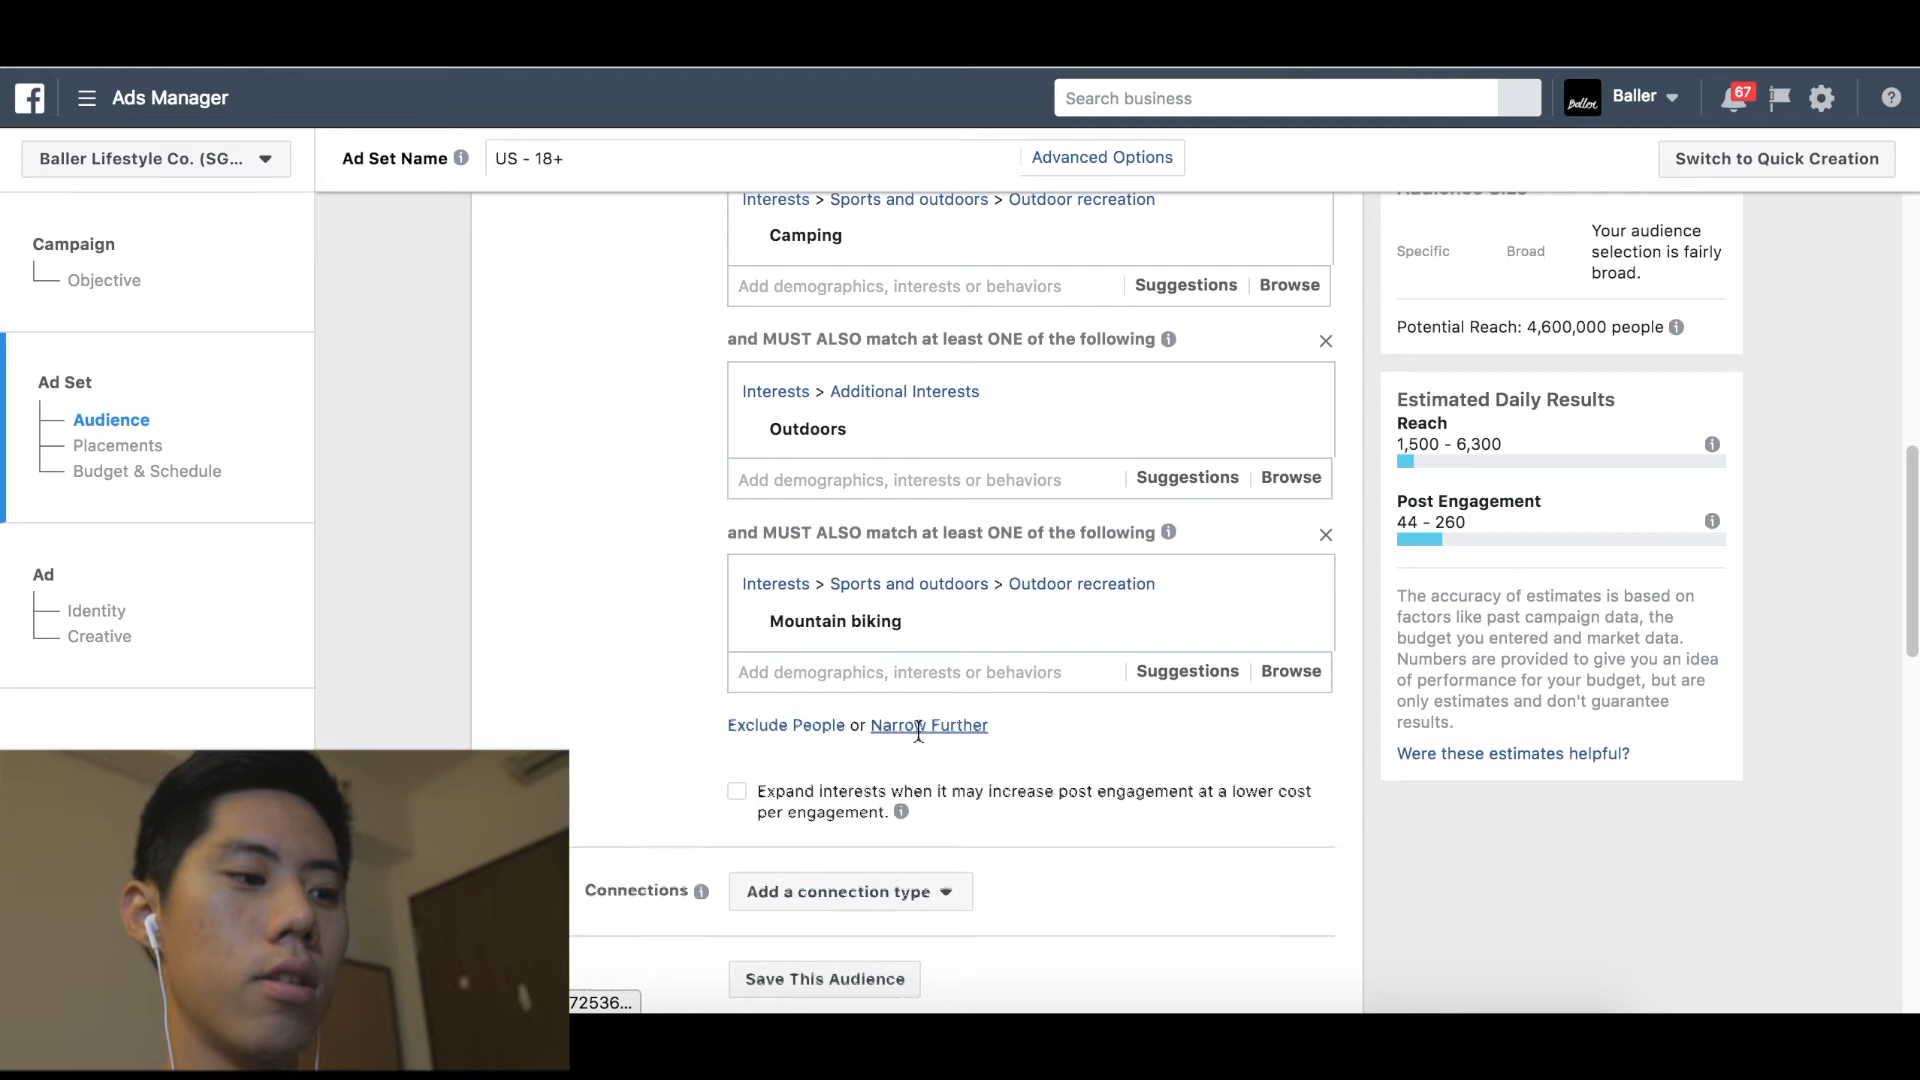 Ads Manager
Search business
Baller
Baller
67
Baller Lifestyle Co. (SG...
Ad Set Name
US - 18+
Advanced Options
Switch to Quick Creation
Campaign
Objective
Ad Set
Audience
Placements
Budget & Schedule
Ad
Identity
Creative
Interests > Sports and outdoors > Outdoor recreation
Camping
Add demographics, interests or behaviors
Suggestions
Browse
and MUST ALSO match at least ONE of the following
Interests > Additional Interests
Outdoors
Add demographics, interests or behaviors
Suggestions
Browse
and MUST ALSO match at least ONE of the following
Interests > Sports and outdoors > Outdoor recreation
Mountain biking
Add demographics, interests or behaviors
Suggestions
Browse
Exclude People or Narrow Further
Expand interests when it may increase post engagement at a lower cost
per engagement.
Connections
Add a connection type
Save This Audience
72536...
Audience Size
Specific
Broad
Your audience
selection is fairly
broad.
Potential Reach: 4,600,000 people
Estimated Daily Results
Reach
1,500 - 6,300
Post Engagement
44 - 260
The accuracy of estimates is based on
factors like past campaign data, the
budget you entered and market data.
Numbers are provided to give you an idea
of performance for your budget, but are
only estimates and don't guarantee
results.
Were these estimates helpful?